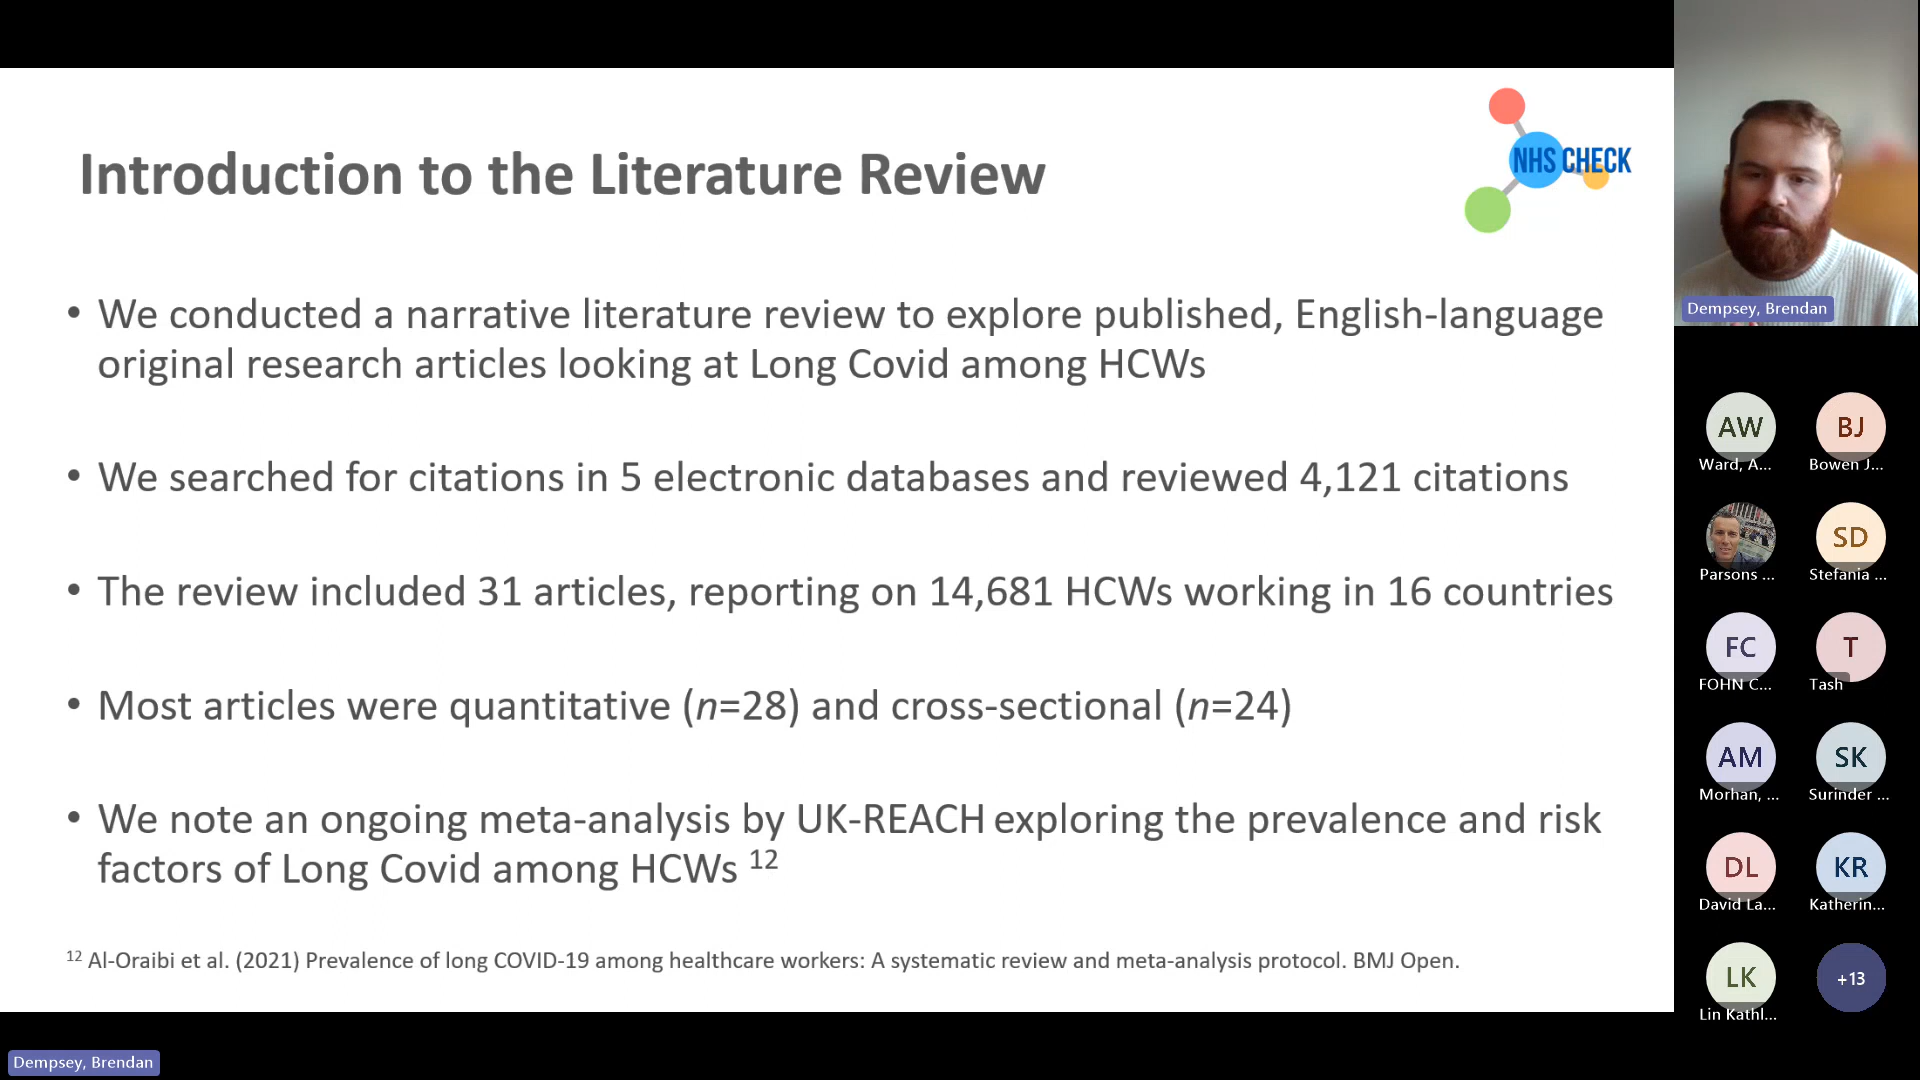 Introduction to the Literature Review
NHS CHECK
• We conducted a narrative literature review to explore published, English-language
original research articles looking at Long Covid among HCWs
• We searched for citations in 5 electronic databases and reviewed 4,121 citations
• The review included 31 articles, reporting on 14,681 HCWs working in 16 countries
• Most articles were quantitative (n=28) and cross-sectional (n=24)
• We note an ongoing meta-analysis by UK-REACH exploring the prevalence and risk
factors of Long Covid among HCWs 12
12 Al-Oraibi et al. (2021) Prevalence of long COVID-19 among healthcare workers: A systematic review and meta-analysis protocol. BMJ Open.
Dempsey, Brendan
Dempsey, Brendan
AW
Ward, A...
BJ
Bowen J...
Parsons ...
SD
Stefania ...
FC
FOHN C...
T
Tash
AM
Morhan, ...
SK
Surinder ...
DL
David La...
KR
Katherin...
LK
Lin Kathl...
+13